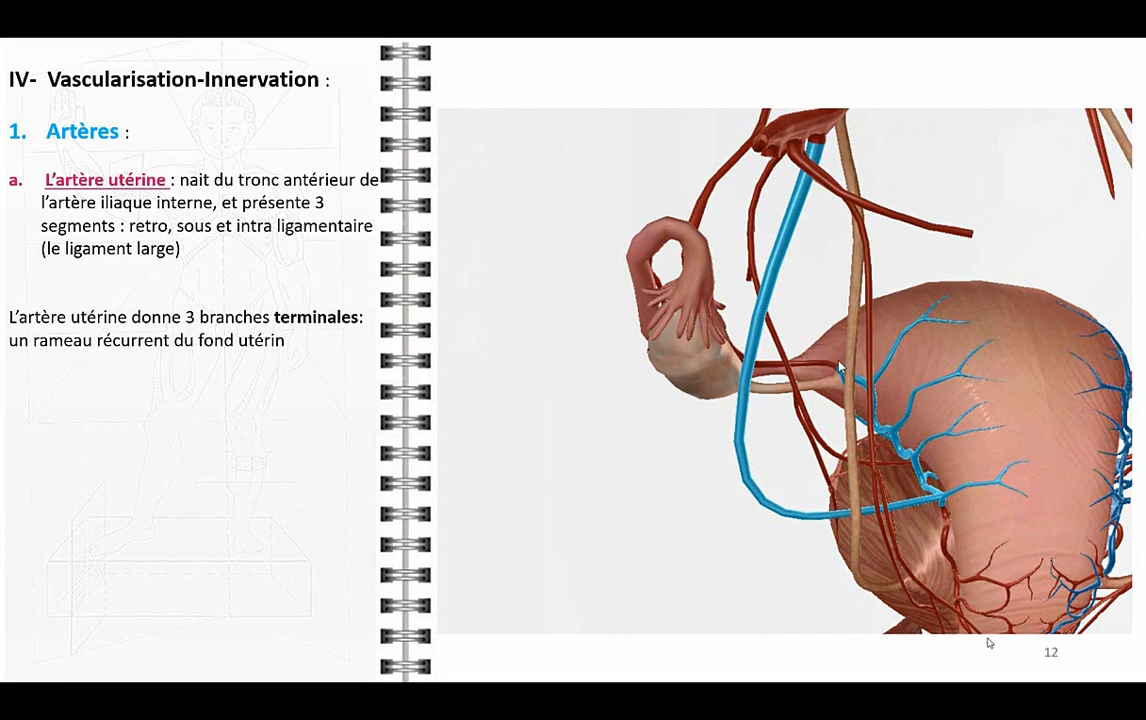 IV- Vascularisation-Innervation :
1. Artères :
a. L'artère utérine : nait du tronc antérieur de
l'artère iliaque interne, et présente 3
segments : retro, sous et intra ligamentaire
(le ligament large)
L'artère utérine donne 3 branches terminales:
un rameau récurrent du fond utérin
12